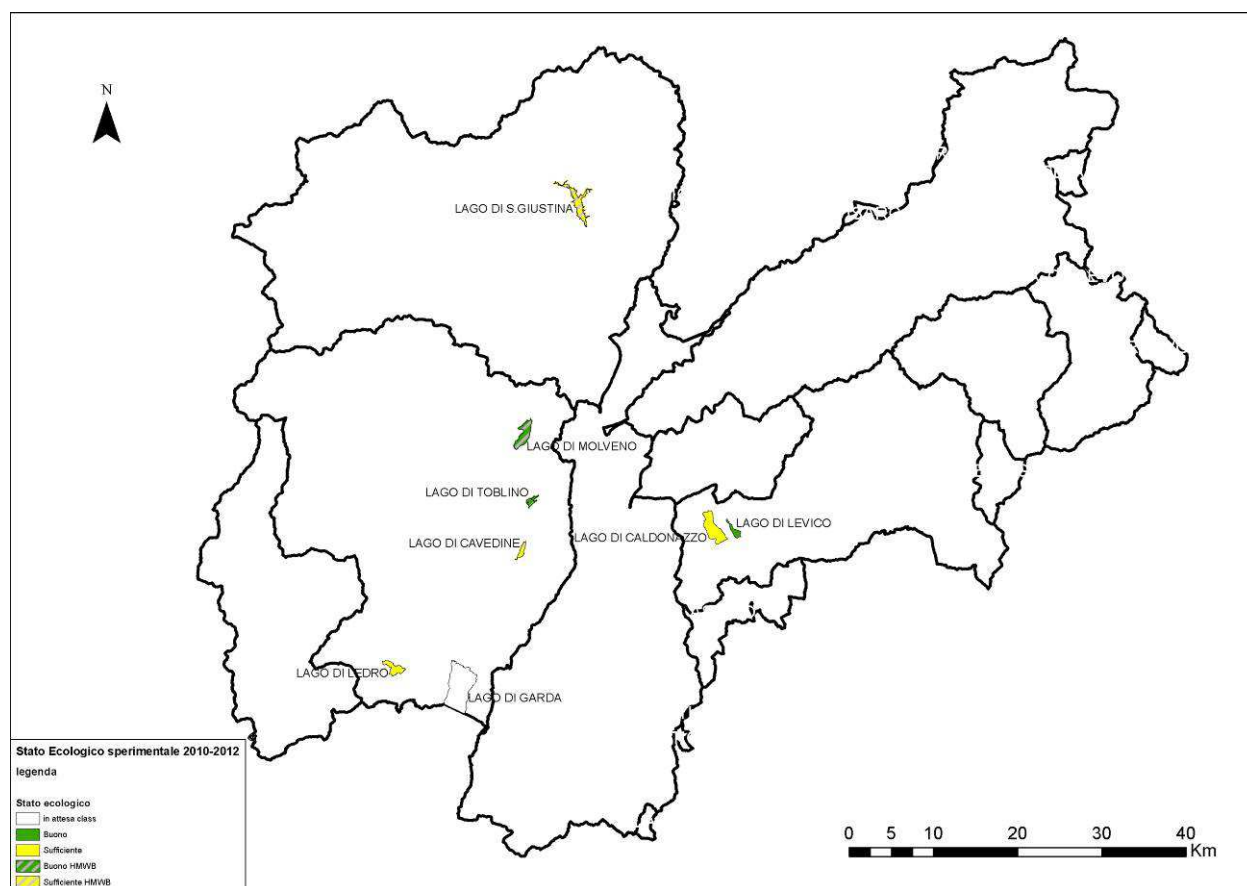 N
LAGO DI S.GIUSTINA
LAGO DI MOLVENO
LAGO DI TOBLINO
LAGO DI LEVICO
LAGO DI CALDONAZZO
LAGO DI CAVEDINE
LAGO DI LEDRO
LAGO DI GARDA
Stato Ecologico sperimentale 2010-2012
legenda
Stato ecologico
in attesa class
Buono
Sufficiente
Buono HMWB
Sufficiente HMWB
0 5 10 20 30 40
Km